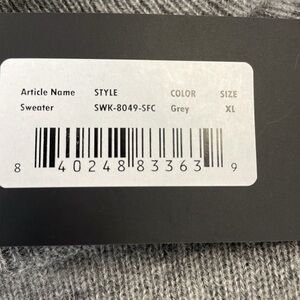 Article Name STYLE COLOR SIZE
Sweater SWK-8049-SFC Grey XL
8 40248 83363 9